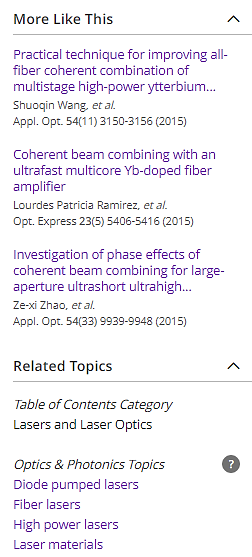 More Like This
Practical technique for improving all-
fiber coherent combination of
multistage high-power ytterbium...
Shuoqin Wang, et al.
Appl. Opt. 54(11) 3150-3156 (2015)
Coherent beam combining with an
ultrafast multicore Yb-doped fiber
amplifier
Lourdes Patricia Ramirez, et al.
Opt. Express 23(5) 5406-5416 (2015)
Investigation of phase effects of
coherent beam combining for large-
aperture ultrashort ultrahigh...
Ze-xi Zhao, et al.
Appl. Opt. 54(33) 9939-9948 (2015)
Related Topics
Table of Contents Category
Lasers and Laser Optics
Optics & Photonics Topics ?
Diode pumped lasers
Fiber lasers
High power lasers
Laser materials